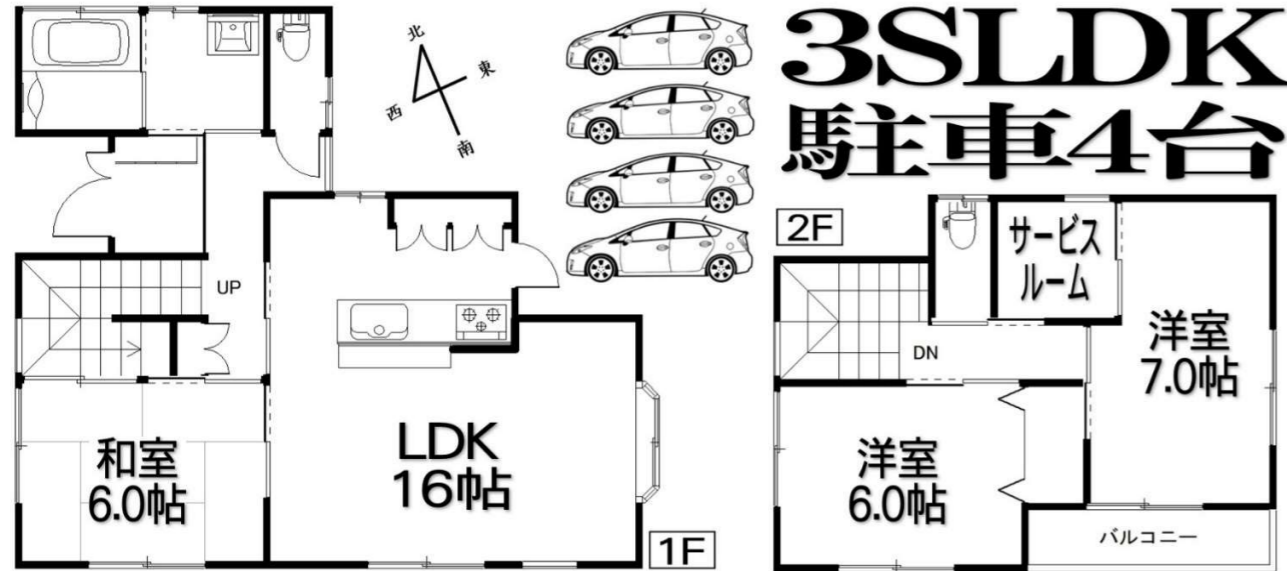 3SLDK
駐車4台
北
東
西
南
UP
和室
6.0帖
LDK
16帖
1F
2F
サービス
ルーム
洋室
7.0帖
DN
洋室
6.0帖
バルコニー